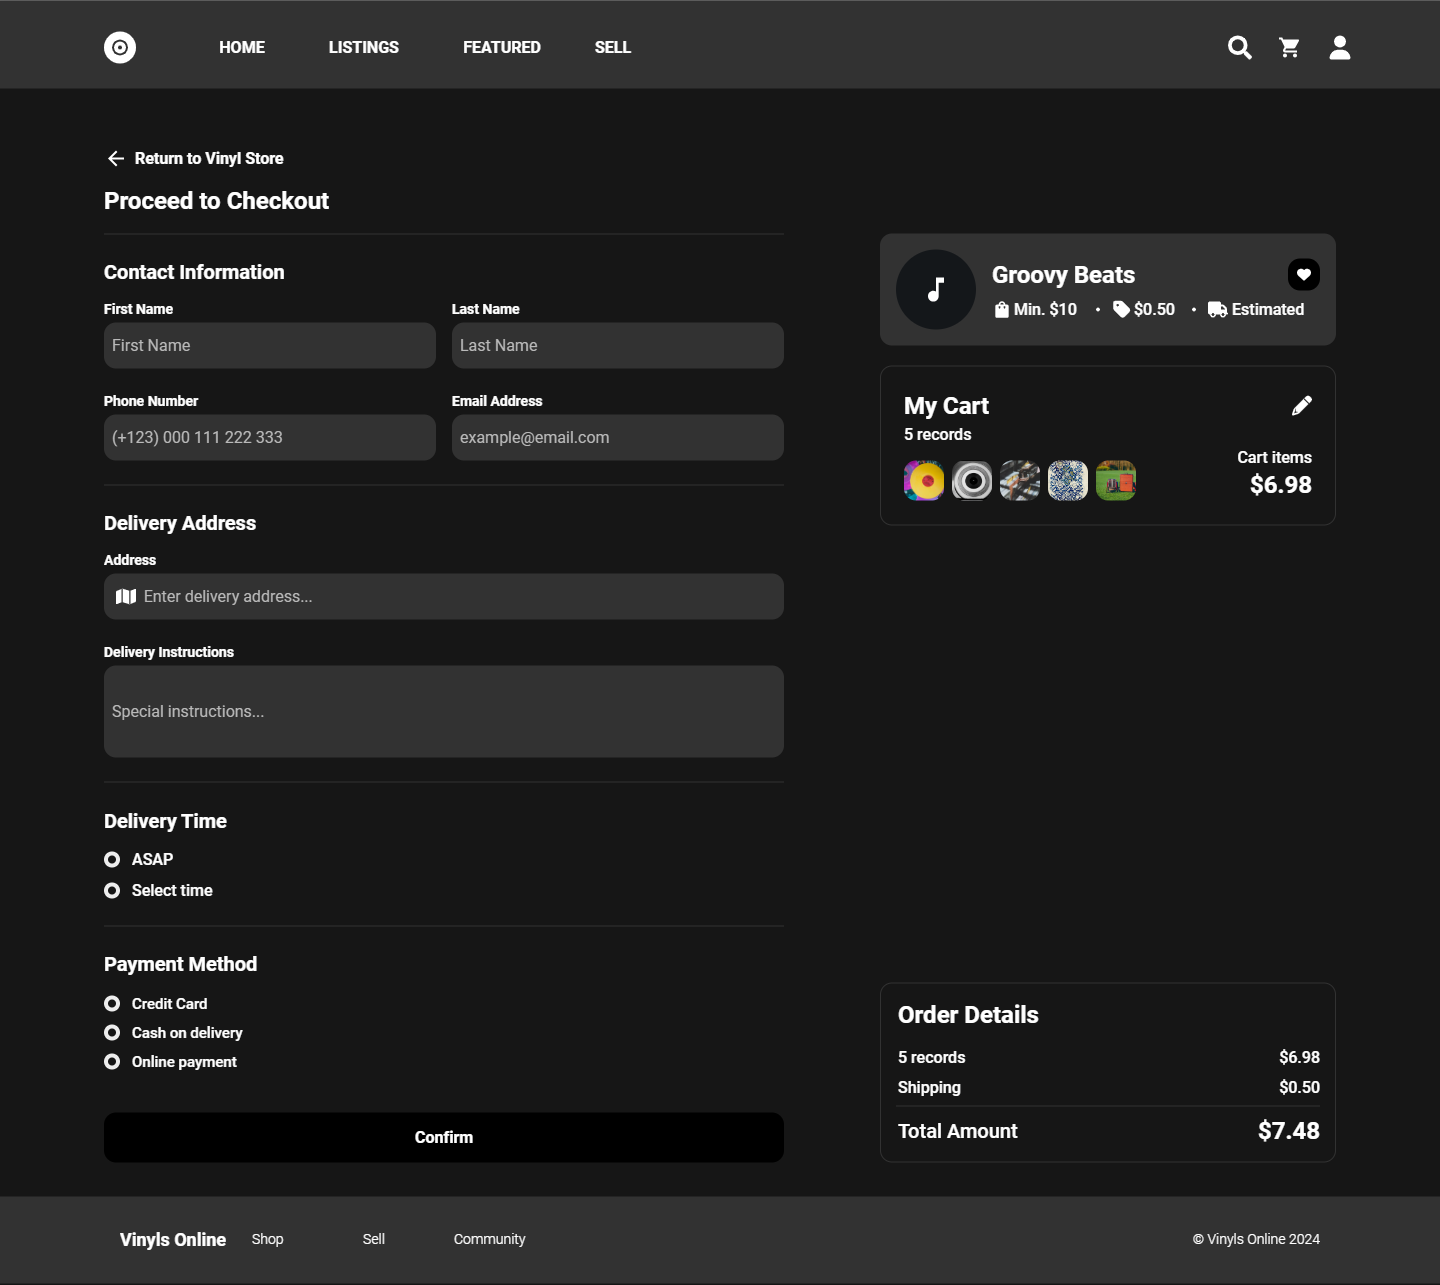 HOME LISTINGS FEATURED SELL
Return to Vinyl Store
Proceed to Checkout
Contact Information
First Name Last Name
First Name Last Name
Phone Number Email Address
(+123) 000 111 222 333 example@email.com
Delivery Address
Address
Enter delivery address...
Delivery Instructions
Special instructions...
Delivery Time
ASAP
Select time
Payment Method
Credit Card
Cash on delivery
Online payment
Confirm
Groovy Beats
Min. $10 • $0.50 • Estimated
My Cart
5 records
Cart items
$6.98
Order Details
5 records $6.98
Shipping $0.50
Total Amount $7.48
Vinyls Online Shop Sell Community © Vinyls Online 2024